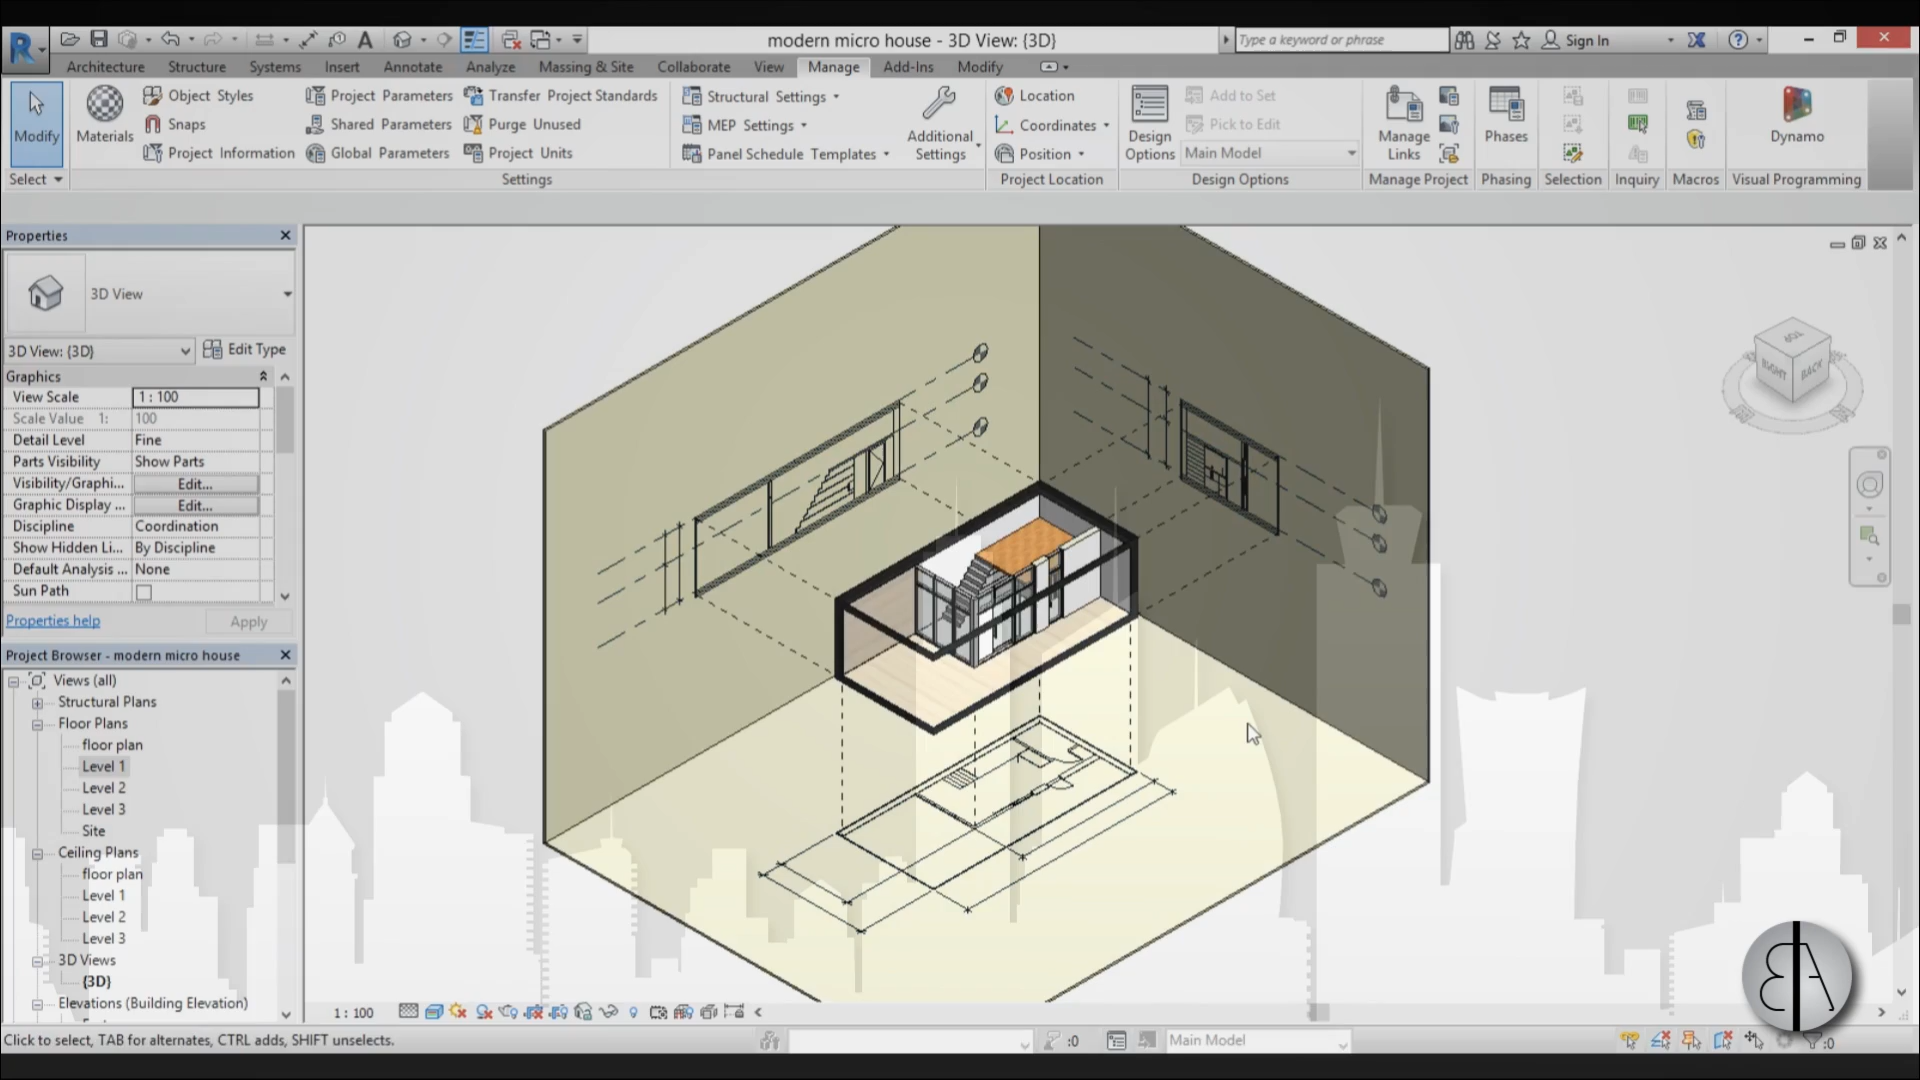 R
modern micro house - 3D View: {3D}
Type a keyword or phrase
Sign In
Architecture Structure Systems Insert Annotate Analyze Massing & Site Collaborate View Manage Add-Ins Modify
Modify
Select
Materials
Object Styles
Snaps
Project Information
Project Parameters
Shared Parameters
Global Parameters
Transfer Project Standards
Purge Unused
Project Units
Settings
Structural Settings
MEP Settings
Panel Schedule Templates
Additional
Settings
Location
Coordinates
Position
Project Location
Design
Options
Add to Set
Pick to Edit
Main Model
Design Options
Manage
Links
Manage Project
Phases
Phasing
Selection
Inquiry
Macros
Dynamo
Visual Programming
Properties
3D View
3D View: {3D}
Edit Type
Graphics
View Scale 1 : 100
Scale Value 1: 100
Detail Level Fine
Parts Visibility Show Parts
Visibility/Graphi... Edit...
Graphic Display ... Edit...
Discipline Coordination
Show Hidden Li... By Discipline
Default Analysis ... None
Sun Path
Properties help
Apply
Project Browser - modern micro house
Views (all)
Structural Plans
Floor Plans
floor plan
Level 1
Level 2
Level 3
Site
Ceiling Plans
floor plan
Level 1
Level 2
Level 3
3D Views
{3D}
Elevations (Building Elevation)
TOP
RIGHT
BACK
1 : 100
Click to select, TAB for alternates, CTRL adds, SHIFT unselects.
:0
Main Model
:0